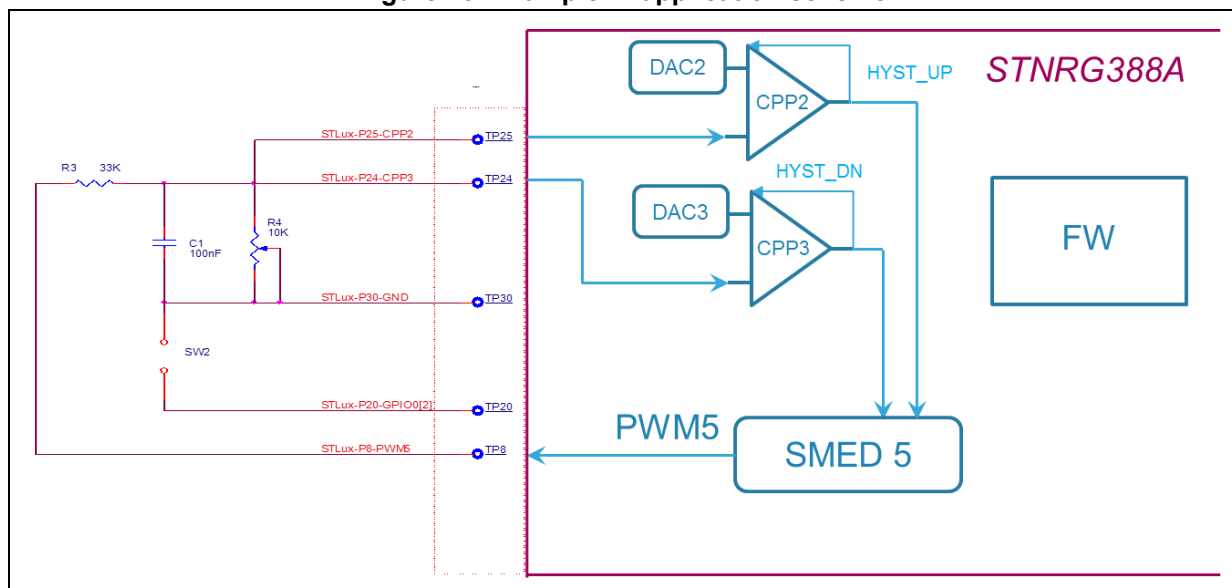 STNRG388A
DAC2
HYST_UP
CPP2
STLux-P25-CPP2
TP25
R3 33K
STLux-P24-CPP3
TP24
HYST_DN
DAC3
CPP3
FW
R4
10K
C1
100nF
STLux-P30-GND
TP30
SW2
STLux-P20-GPIO0[2]
TP20
PWM5
SMED 5
STLux-P8-PWM5
TP8